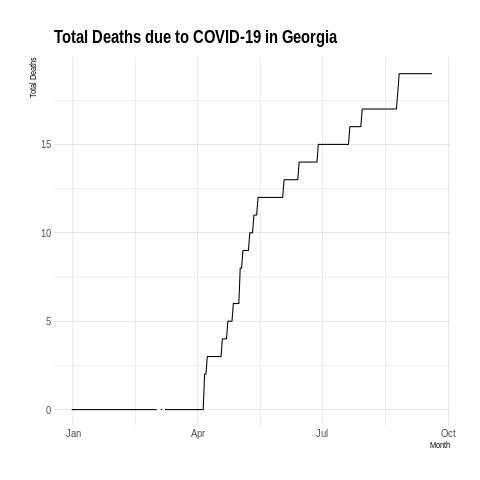 Total Deaths due to COVID-19 in Georgia
Total Deaths
15
10
5
0
Jan Apr Jul Oct
Month